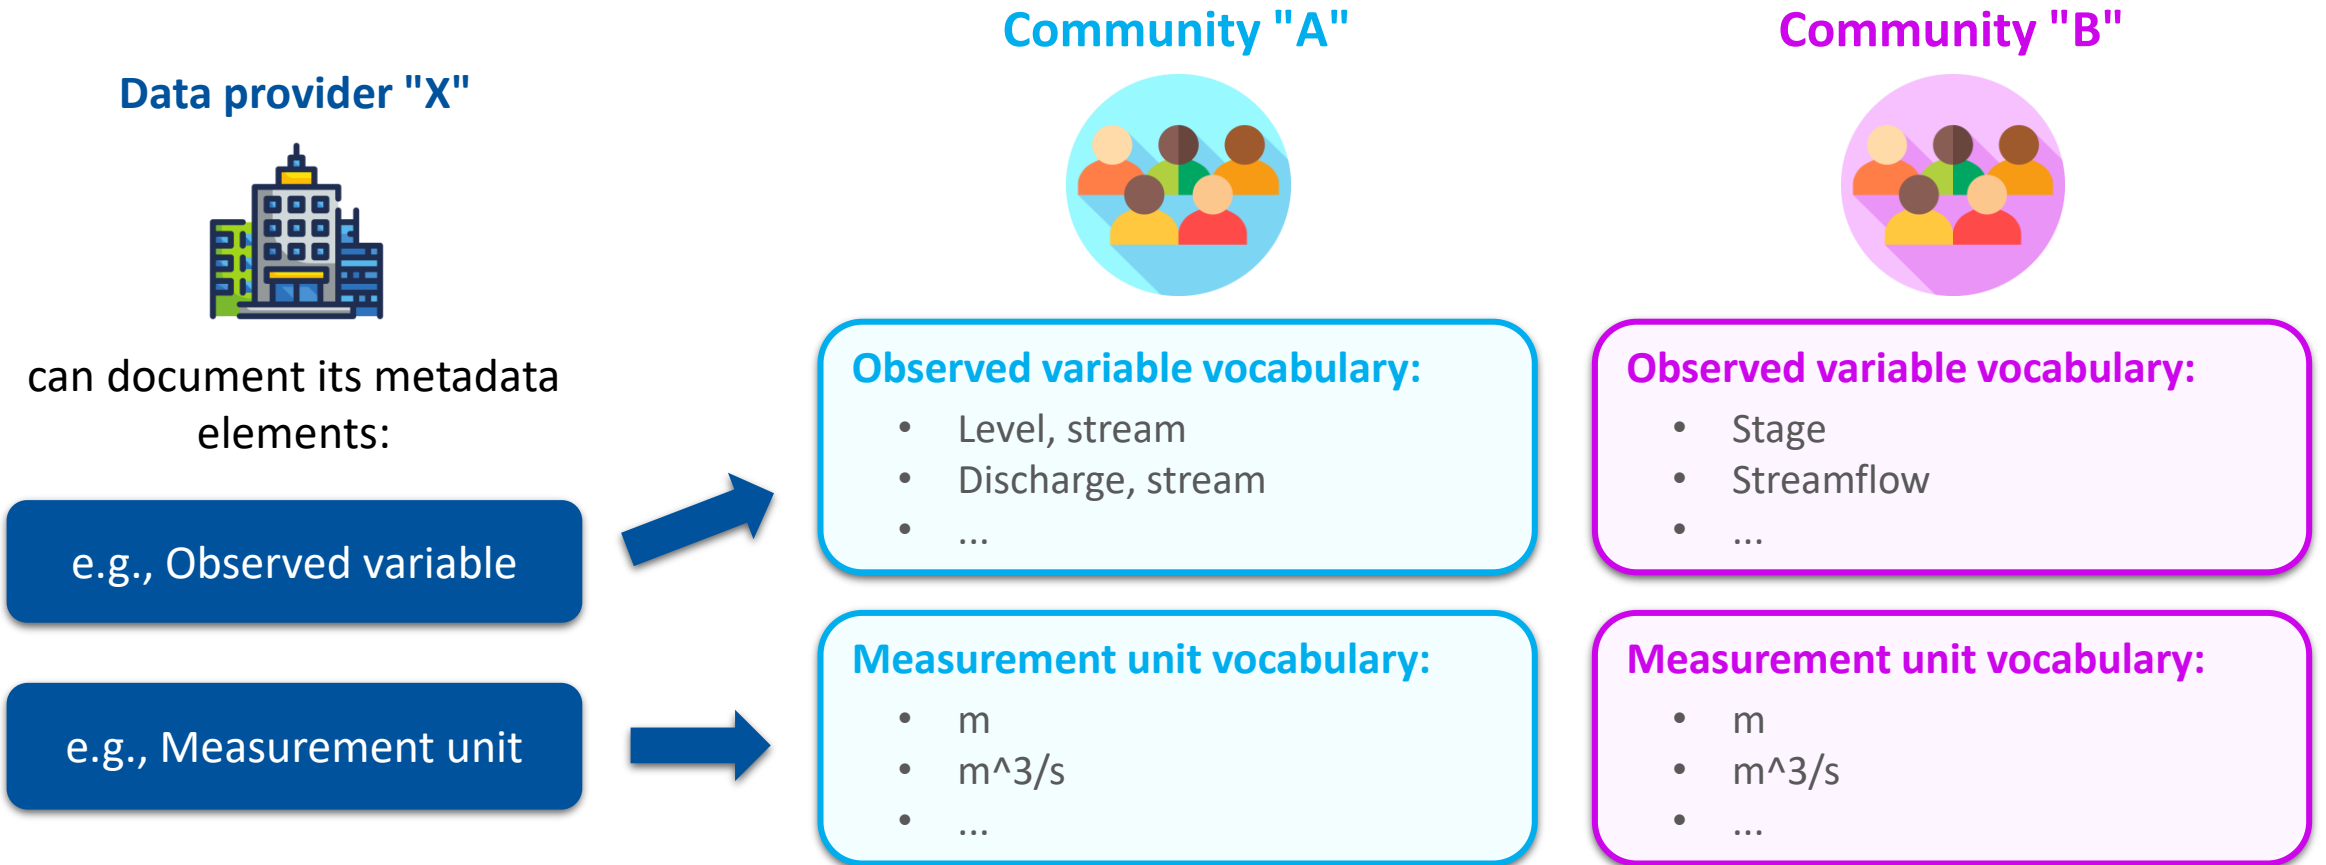 Data provider "X"
can document its metadata
elements:
e.g., Observed variable
e.g., Measurement unit
Community "A"
Observed variable vocabulary:
• Level, stream
• Discharge, stream
• ...
Measurement unit vocabulary:
• m
• m^3/s
• ...
Community "B"
Observed variable vocabulary:
• Stage
• Streamflow
• ...
Measurement unit vocabulary:
• m
• m^3/s
• ...